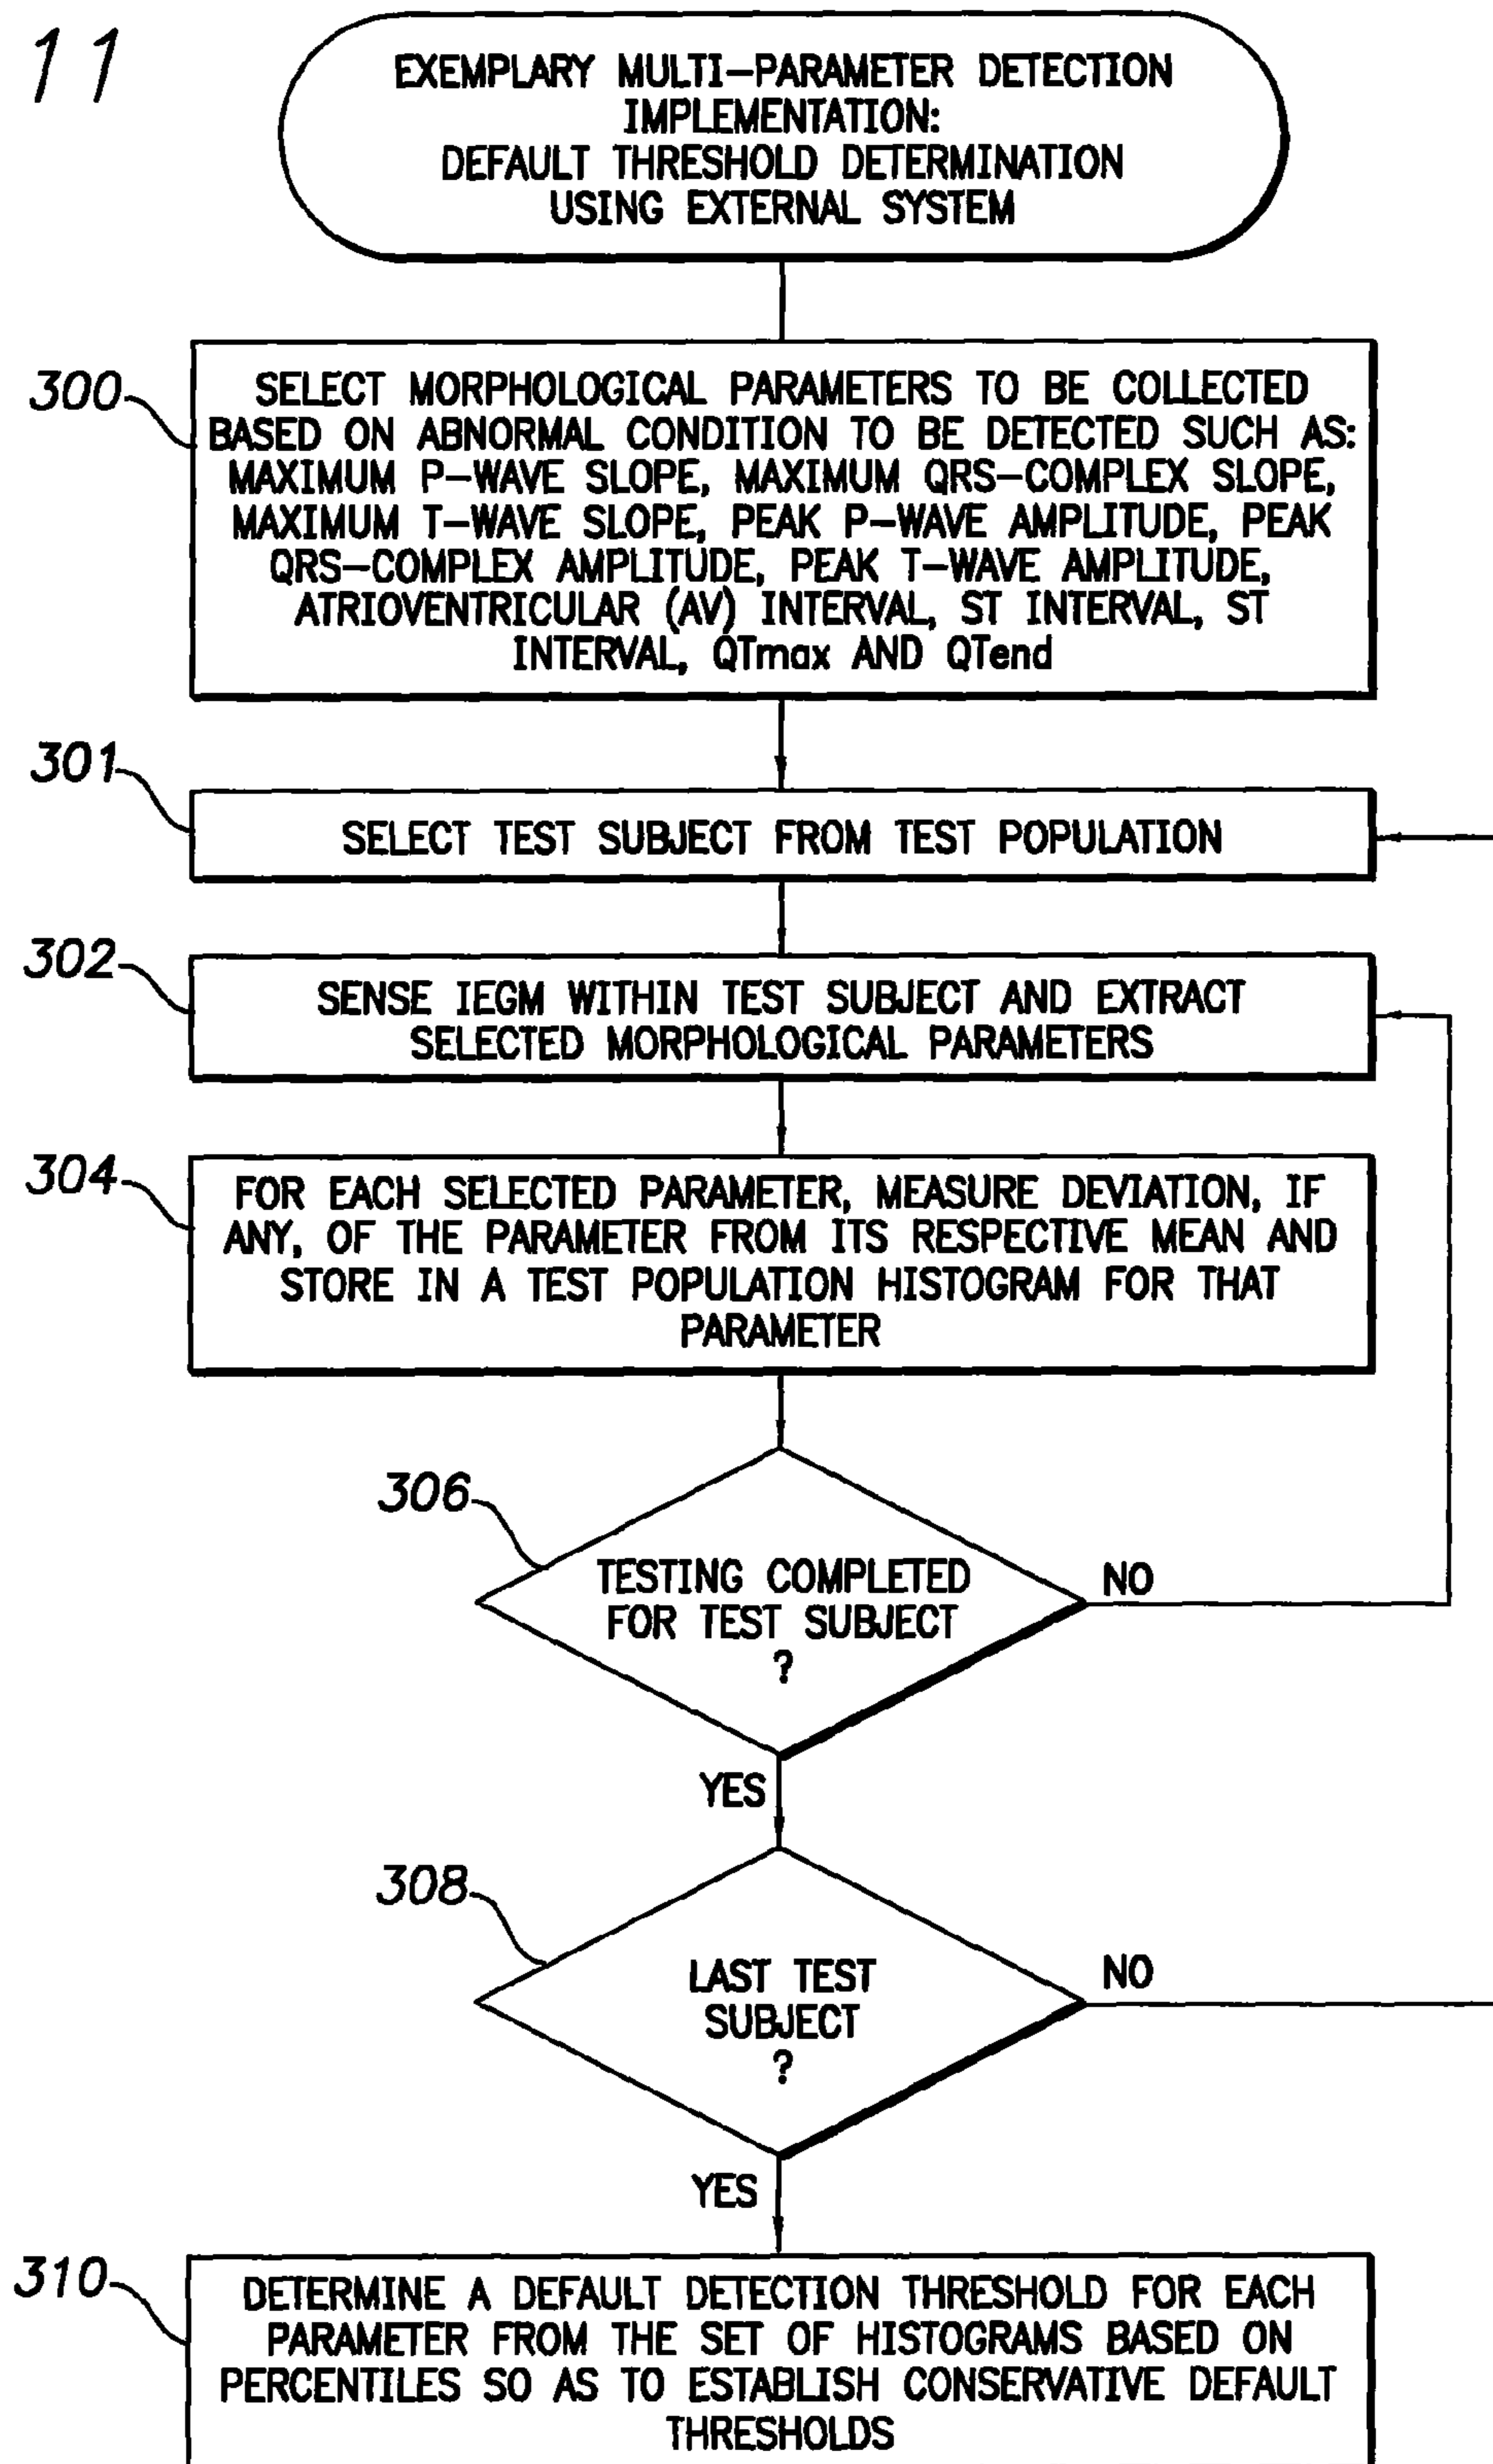 11
EXEMPLARY MULTI-PARAMETER DETECTION
IMPLEMENTATION:
DEFAULT THRESHOLD DETERMINATION
USING EXTERNAL SYSTEM
300
SELECT MORPHOLOGICAL PARAMETERS TO BE COLLECTED
BASED ON ABNORMAL CONDITION TO BE DETECTED SUCH AS:
MAXIMUM P-WAVE SLOPE, MAXIMUM QRS-COMPLEX SLOPE,
MAXIMUM T-WAVE SLOPE, PEAK P-WAVE AMPLITUDE, PEAK
QRS-COMPLEX AMPLITUDE, PEAK T-WAVE AMPLITUDE,
ATRIOVENTRICULAR (AV) INTERVAL, ST INTERVAL, ST
INTERVAL, QTmax AND QTend
301
SELECT TEST SUBJECT FROM TEST POPULATION
302
SENSE IEGM WITHIN TEST SUBJECT AND EXTRACT
SELECTED MORPHOLOGICAL PARAMETERS
304
FOR EACH SELECTED PARAMETER, MEASURE DEVIATION, IF
ANY, OF THE PARAMETER FROM ITS RESPECTIVE MEAN AND
STORE IN A TEST POPULATION HISTOGRAM FOR THAT
PARAMETER
306
TESTING COMPLETED
FOR TEST SUBJECT
?
NO
YES
308
LAST TEST
SUBJECT
?
NO
YES
310
DETERMINE A DEFAULT DETECTION THRESHOLD FOR EACH
PARAMETER FROM THE SET OF HISTOGRAMS BASED ON
PERCENTILES SO AS TO ESTABLISH CONSERVATIVE DEFAULT
THRESHOLDS